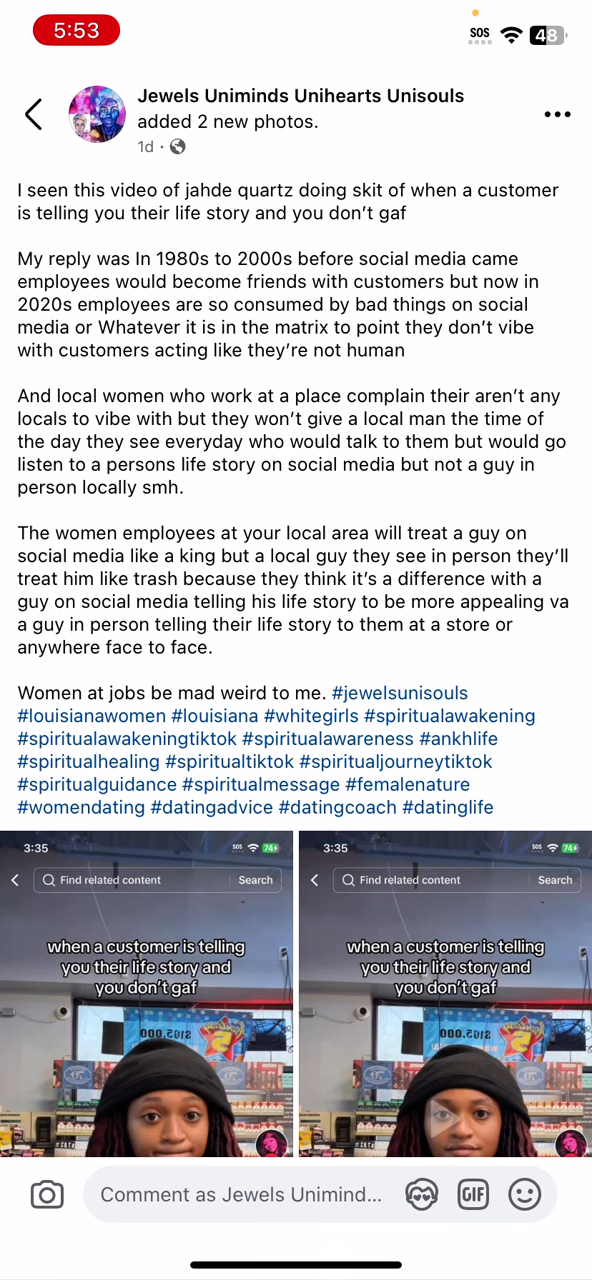 5:53
SOS
48
Jewels Uniminds Unihearts Unisouls
added 2 new photos.
1d ·
I seen this video of jahde quartz doing skit of when a customer
is telling you their life story and you don't gaf
My reply was In 1980s to 2000s before social media came
employees would become friends with customers but now in
2020s employees are so consumed by bad things on social
media or Whatever it is in the matrix to point they don't vibe
with customers acting like they're not human
And local women who work at a place complain their aren't any
locals to vibe with but they won't give a local man the time of
the day they see everyday who would talk to them but would go
listen to a persons life story on social media but not a guy in
person locally smh.
The women employees at your local area will treat a guy on
social media like a king but a local guy they see in person they'll
treat him like trash because they think it's a difference with a
guy on social media telling his life story to be more appealing va
a guy in person telling their life story to them at a store or
anywhere face to face.
Women at jobs be mad weird to me. #jewelsunisouls
#louisianawomen #louisiana #whitegirls #spiritualawakening
#spiritualawakeningtiktok #spiritualawareness #ankhlife
#spiritualhealing #spiritualtiktok #spiritualjourneytiktok
#spiritualguidance #spiritualmessage #femalenature
#womendating #datingadvice #datingcoach #datinglife
3:35
SOS
74
Find related content
Search
when a customer is telling
you their life story and
you don't gaf
$105,000
5
3:35
SOS
74
Find related content
Search
when a customer is telling
you their life story and
you don't gaf
$105,000
5
Comment as Jewels Unimind...
GIF